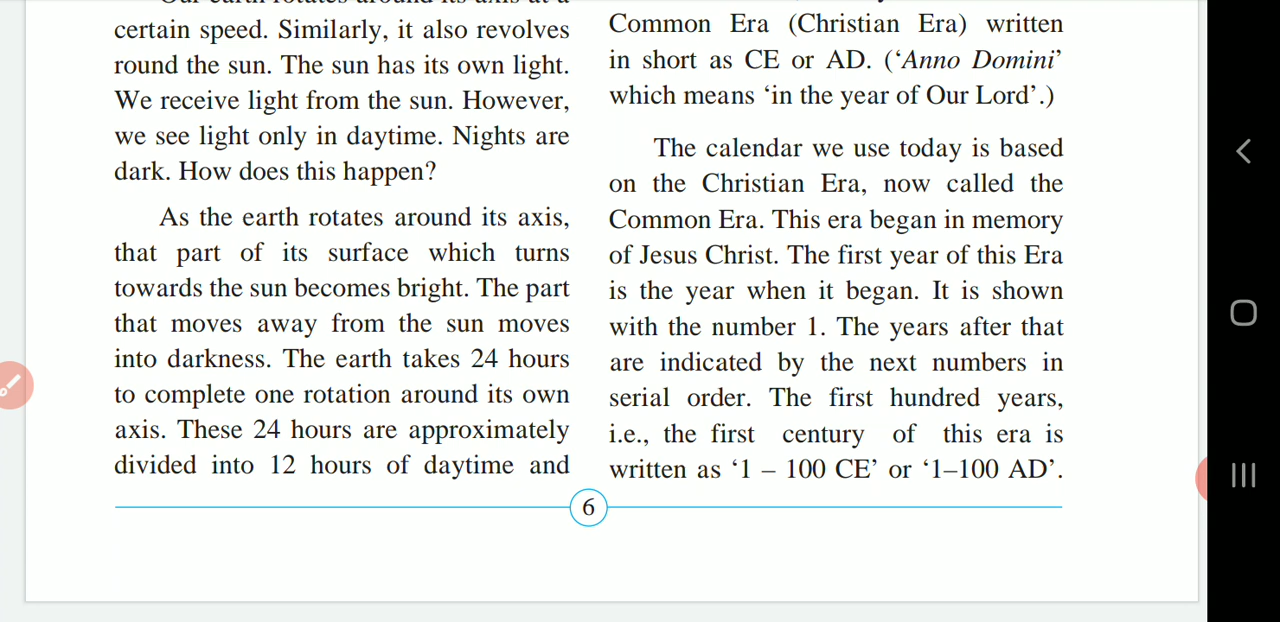 certain speed. Similarly, it also revolves
round the sun. The sun has its own light.
We receive light from the sun. However,
we see light only in daytime. Nights are
dark. How does this happen?
As the earth rotates around its axis,
that part of its surface which turns
towards the sun becomes bright. The part
that moves away from the sun moves
into darkness. The earth takes 24 hours
to complete one rotation around its own
axis. These 24 hours are approximately
divided into 12 hours of daytime and
Common Era (Christian Era) written
in short as CE or AD. (‘Anno Domini’
which means ‘in the year of Our Lord’.)
The calendar we use today is based
on the Christian Era, now called the
Common Era. This era began in memory
of Jesus Christ. The first year of this Era
is the year when it began. It is shown
with the number 1. The years after that
are indicated by the next numbers in
serial order. The first hundred years,
i.e., the first century of this era is
written as ‘1 – 100 CE’ or ‘1–100 AD’.
6